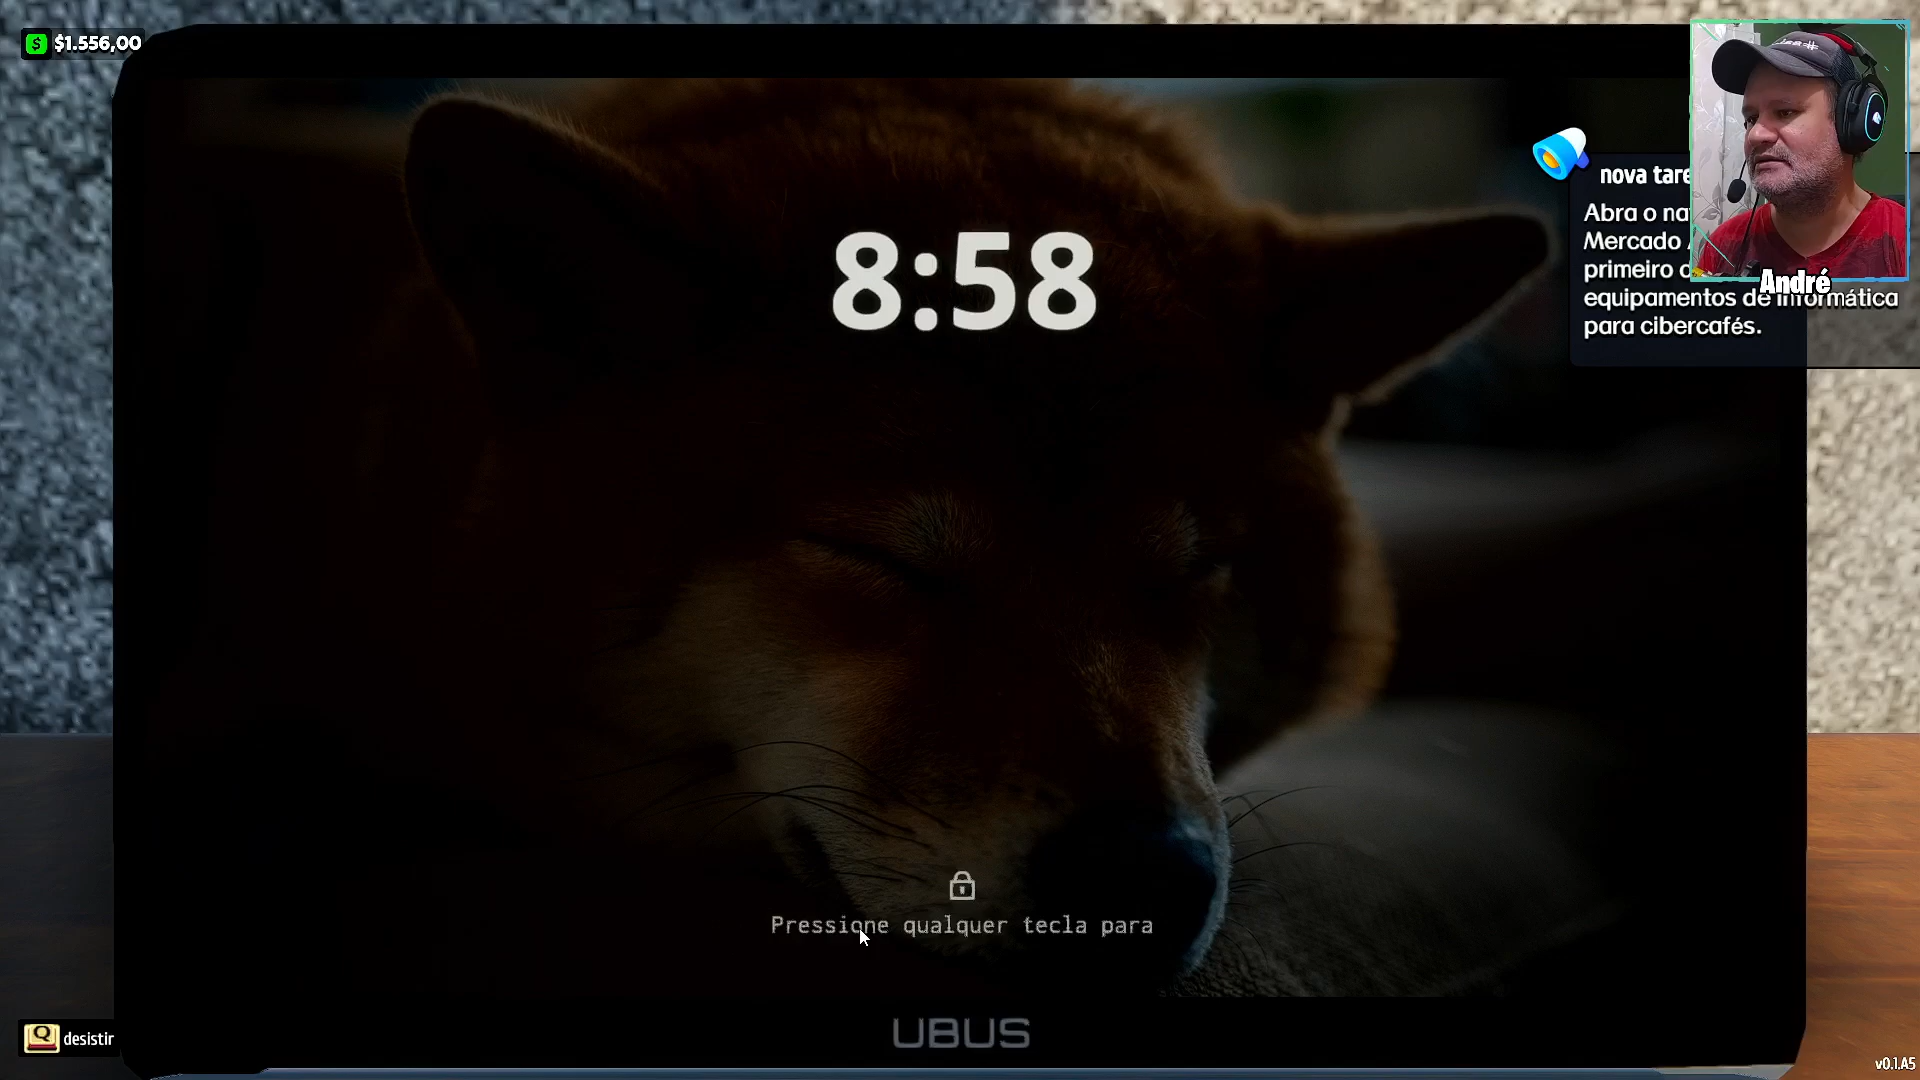 $ $1.556,00
nova tare
Abra o na
Mercado
primeiro
equipamentos de informática
para cibercafés.
André
8:58
Pressione qualquer tecla para
UBUS
Q desistir
v0.1.A5